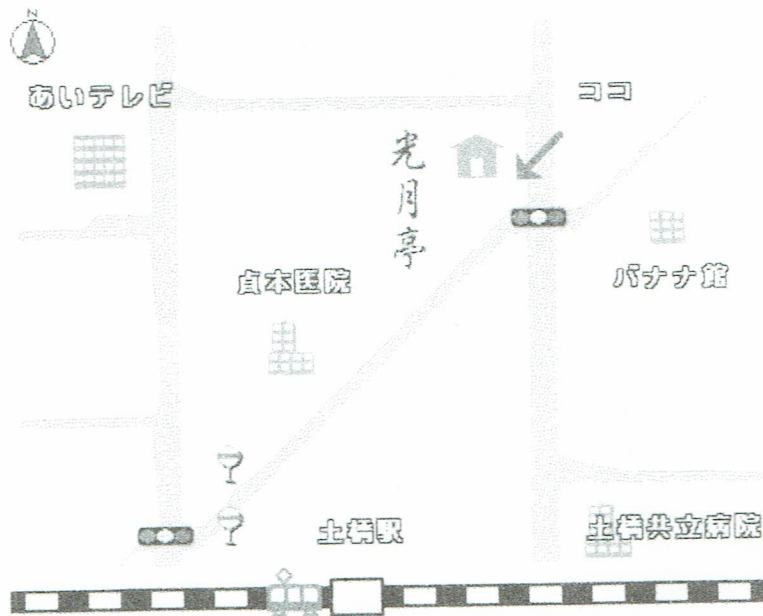 N
あいテレビ
ココ
光月亭
貞本医院
バナナ館
土橋駅
土橋共立病院